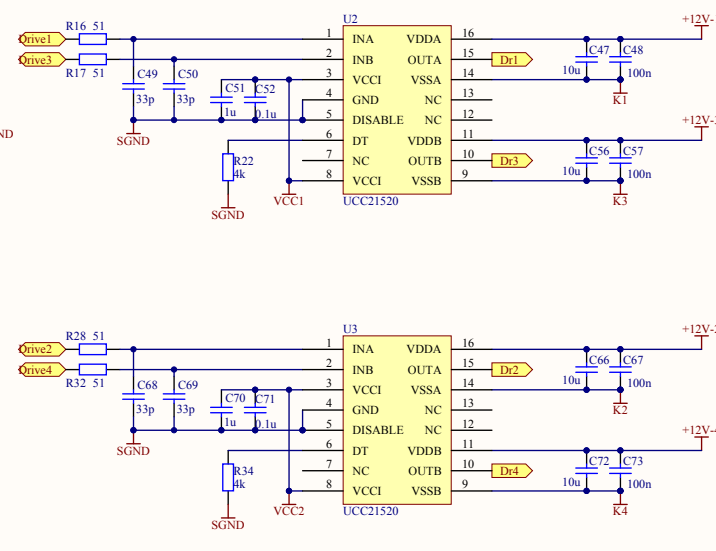 U2
R16 51
Drive1
Drive3
R17 51
C49
33p
C50
33p
C51
1u
C52
0.1u
SGND
R22
4k
SGND
VCC1
1 INA VDDA 16
2 INB OUTA 15
3 VCCI VSSA 14
4 GND NC 13
5 DISABLE NC 12
6 DT VDDB 11
7 NC OUTB 10
8 VCCI VSSB 9
UCC21520
Dr1
Dr3
+12V-
C47
10u
C48
100n
K1
C56
10u
C57
100n
K3
ND
U3
R28 51
Drive2
Drive4
R32 51
C68
33p
C69
33p
C70
1u
C71
0.1u
SGND
R34
4k
SGND
VCC2
1 INA VDDA 16
2 INB OUTA 15
3 VCCI VSSA 14
4 GND NC 13
5 DISABLE NC 12
6 DT VDDB 11
7 NC OUTB 10
8 VCCI VSSB 9
UCC21520
Dr2
Dr4
C66
10u
C67
100n
K2
C72
10u
C73
100n
K4